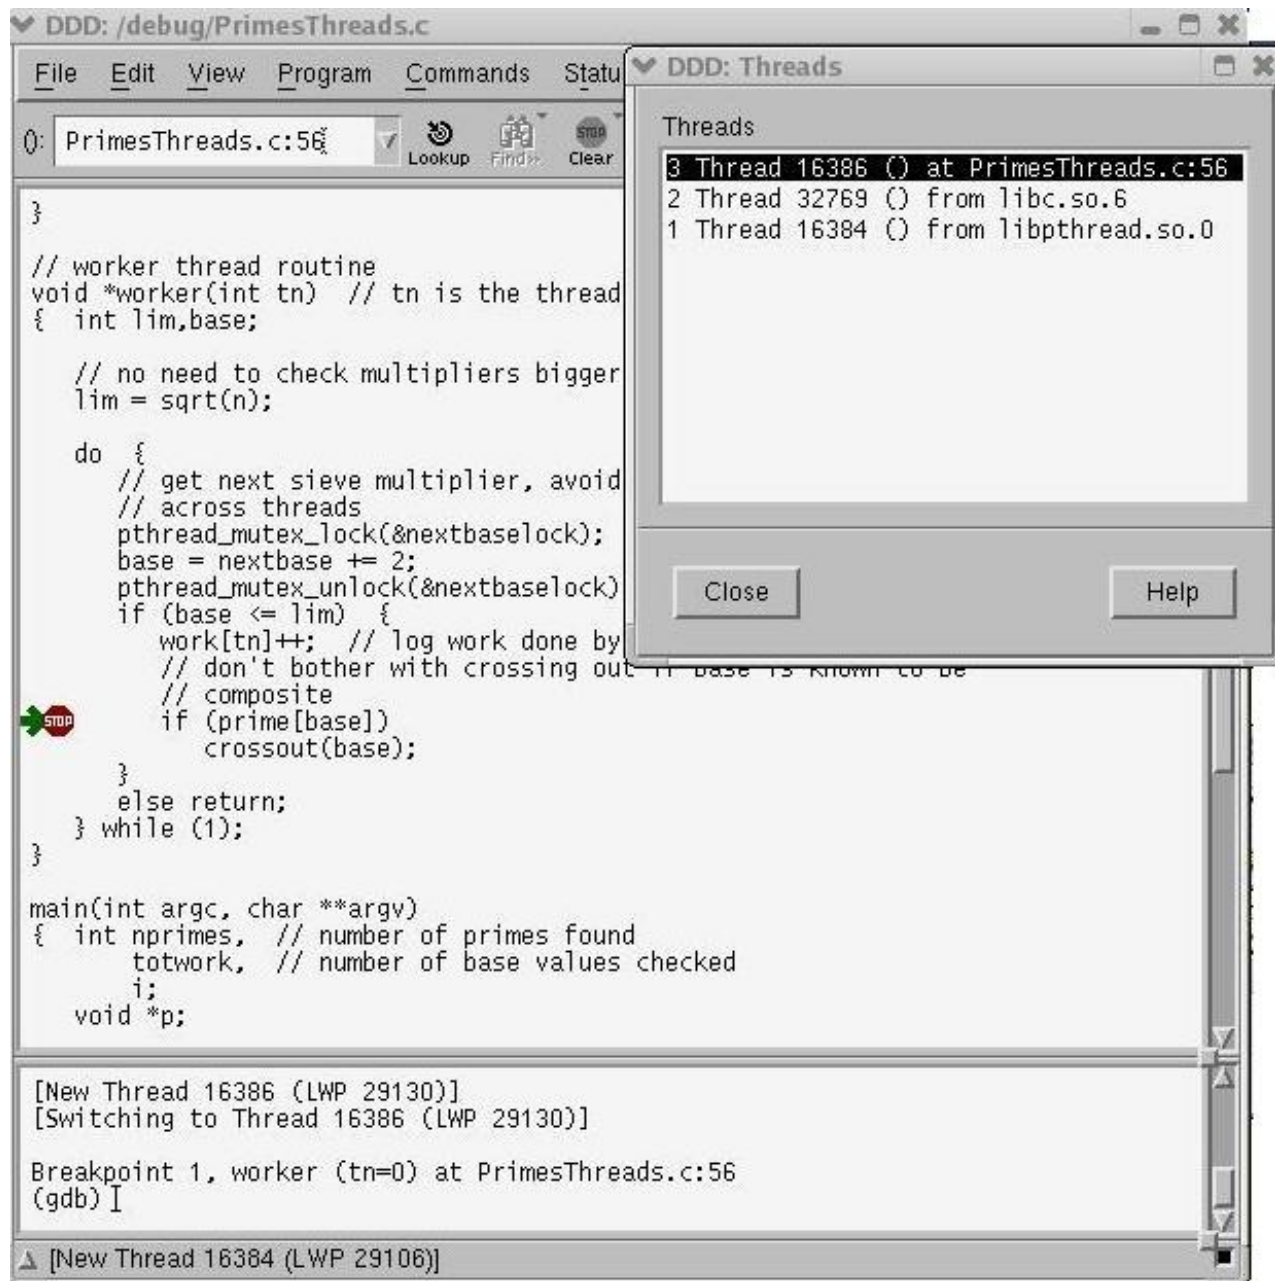 DDD: /debug/PrimesThreads.c
File Edit View Program Commands Statu
(): PrimesThreads.c:56 Lookup Find» STOP Clear
}
// worker thread routine
void *worker(int tn) // tn is the thread
{ int lim,base;
// no need to check multipliers bigger
lim = sqrt(n);
do {
// get next sieve multiplier, avoid
// across threads
pthread_mutex_lock(&nextbaselock);
base = nextbase += 2;
pthread_mutex_unlock(&nextbaselock)
if (base <= lim) {
work[tn]++; // log work done by
// don't bother with crossing out if base is known to be
// composite
STOP if (prime[base])
crossout(base);
}
else return;
} while (1);
}
main(int argc, char **argv)
{ int nprimes, // number of primes found
totwork, // number of base values checked
i;
void *p;
[New Thread 16386 (LWP 29130)]
[Switching to Thread 16386 (LWP 29130)]
Breakpoint 1, worker (tn=0) at PrimesThreads.c:56
(gdb)
[New Thread 16384 (LWP 29106)]
DDD: Threads
Threads
3 Thread 16386 () at PrimesThreads.c:56
2 Thread 32769 () from libc.so.6
1 Thread 16384 () from libpthread.so.0
Close Help